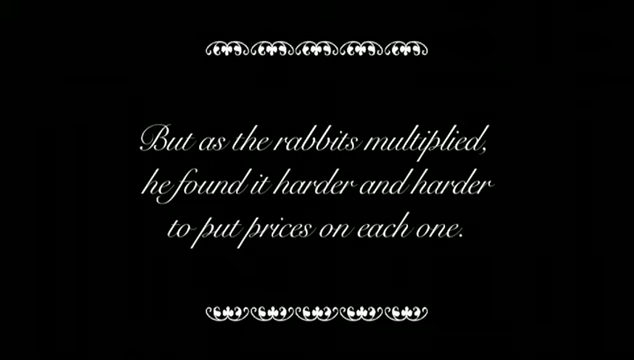 But as the rabbits multiplied,
he found it harder and harder
to put prices on each one.